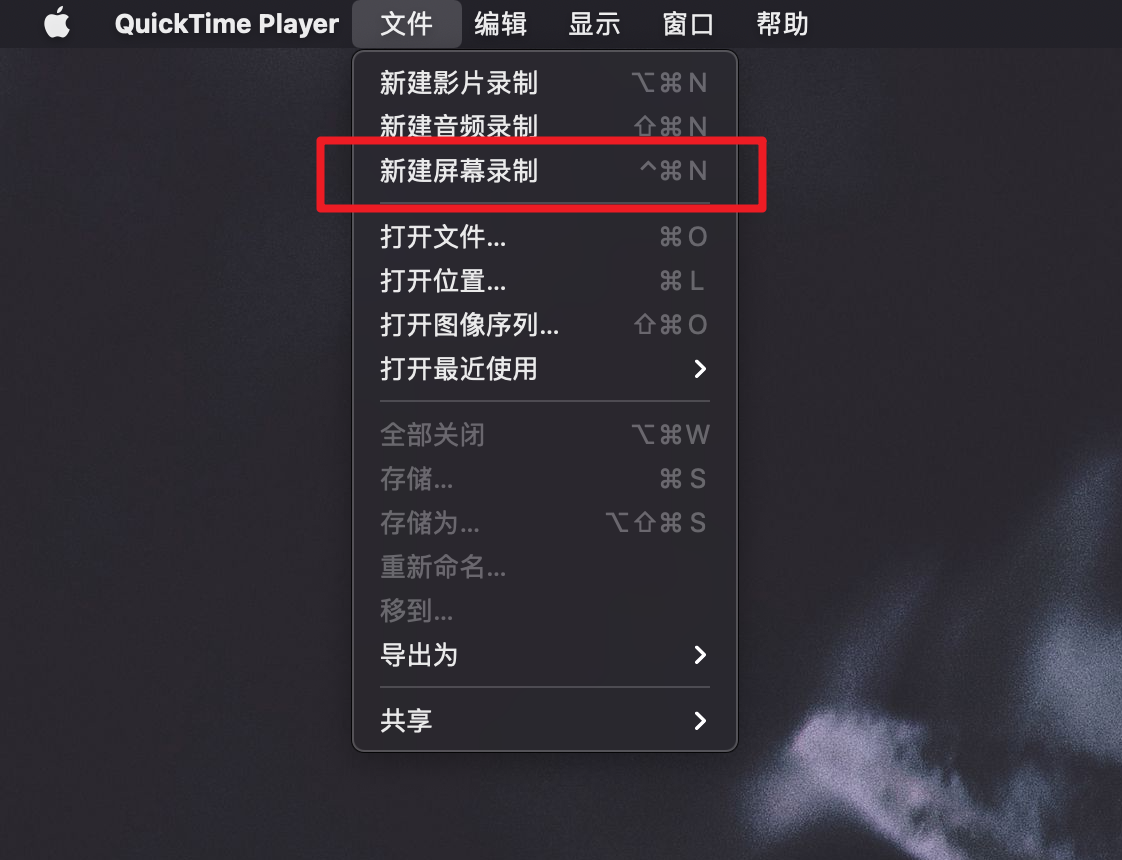 QuickTime Player 文件 编辑 显示 窗口 帮助
新建影片录制 ⌥⌘N
新建音频录制 ⇧⌘N
新建屏幕录制 ^⌘N
打开文件... ⌘O
打开位置... ⌘L
打开图像序列... ⇧⌘O
打开最近使用
全部关闭 ⌥⌘W
存储... ⌘S
存储为... ⌥⇧⌘S
重新命名...
移到...
导出为
共享